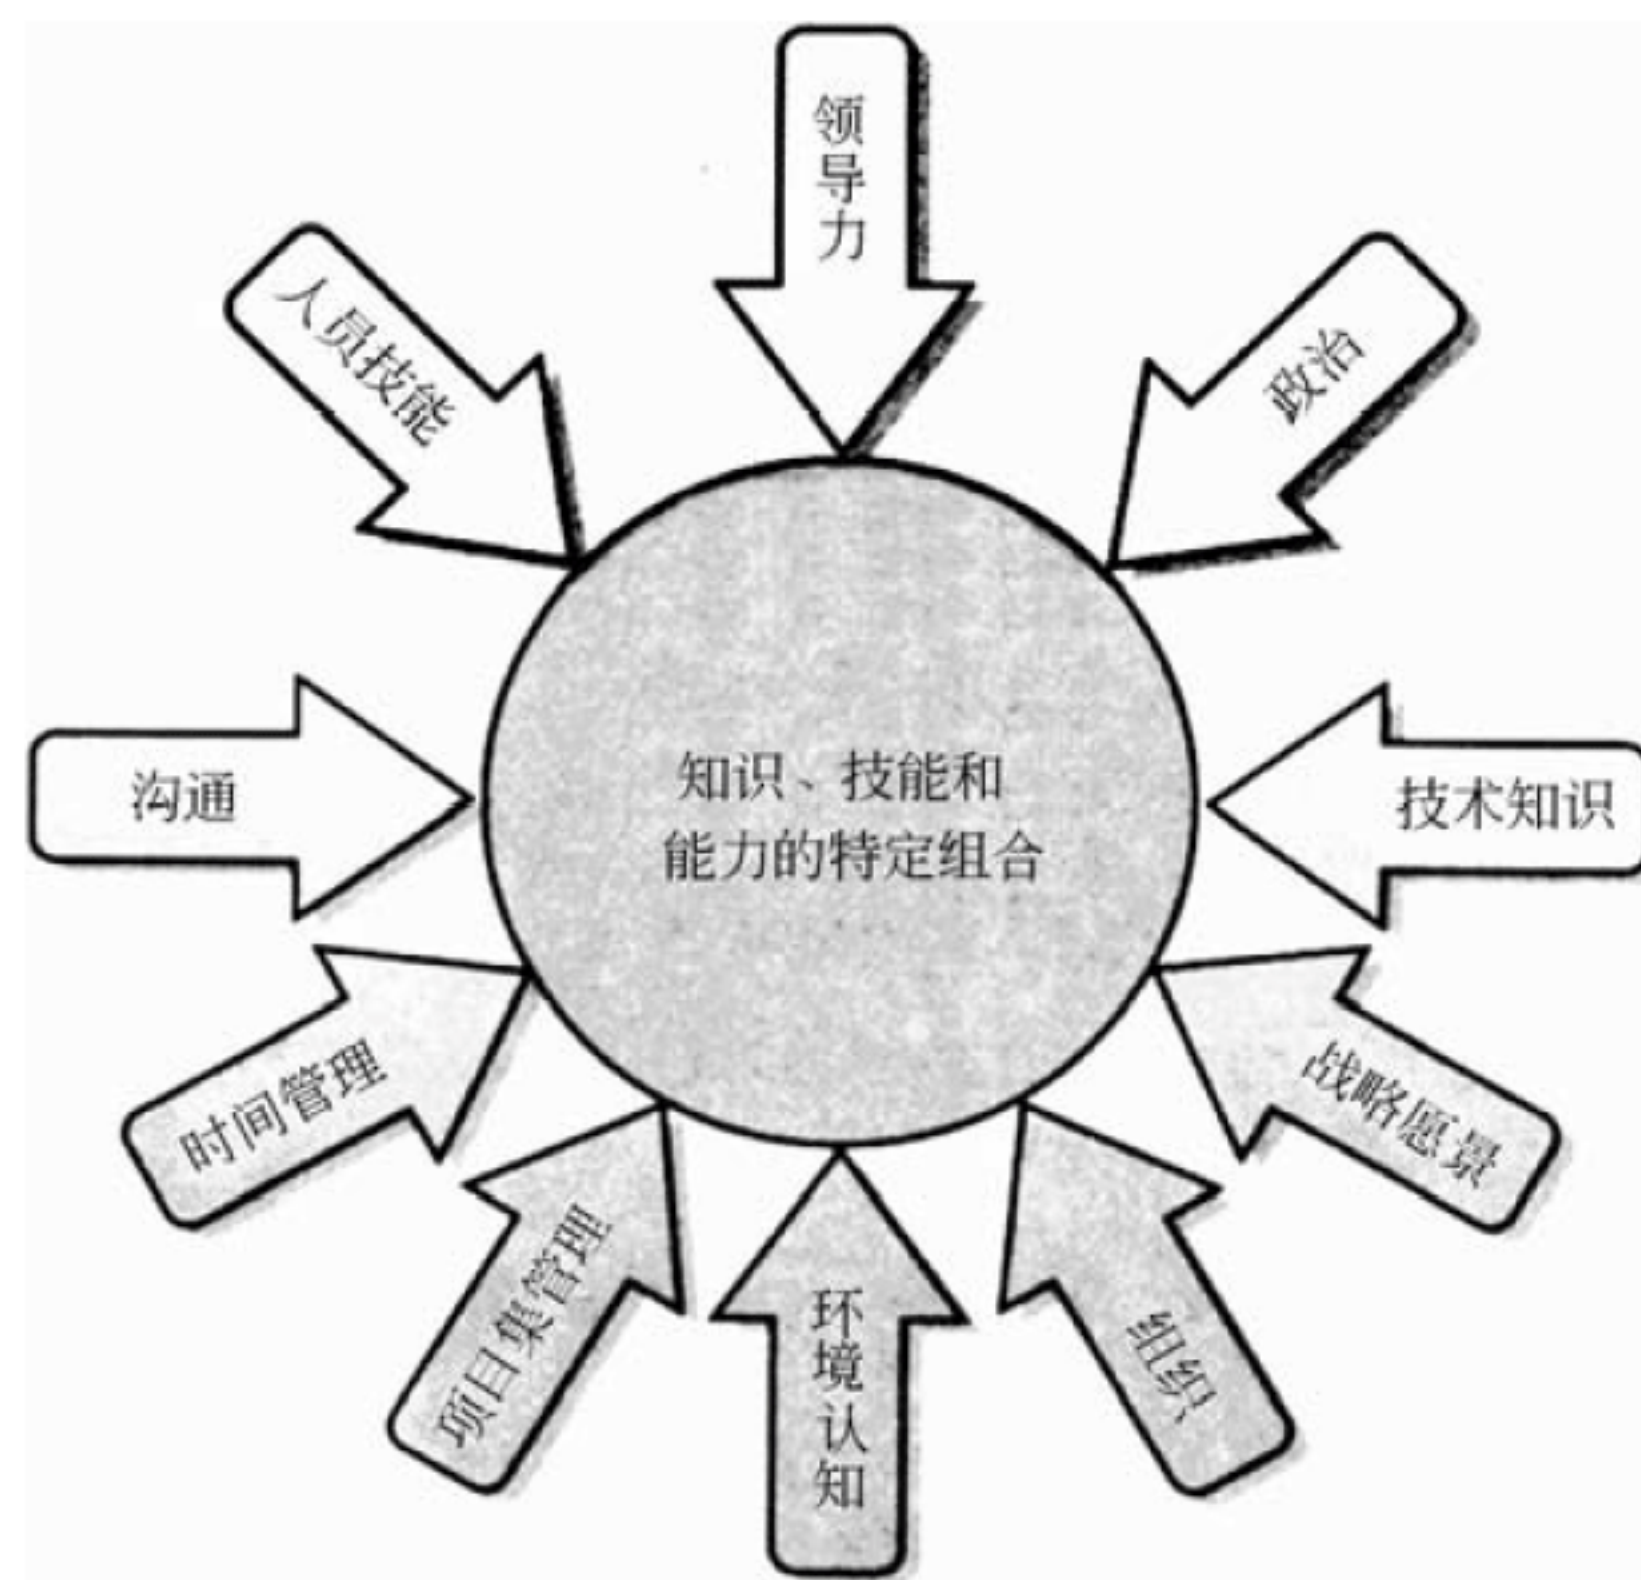 领导力
人员技能
政治
知识、技能和
能力的特定组合
沟通
技术知识
时间管理
战略愿景
项目集管理
环境认知
组织